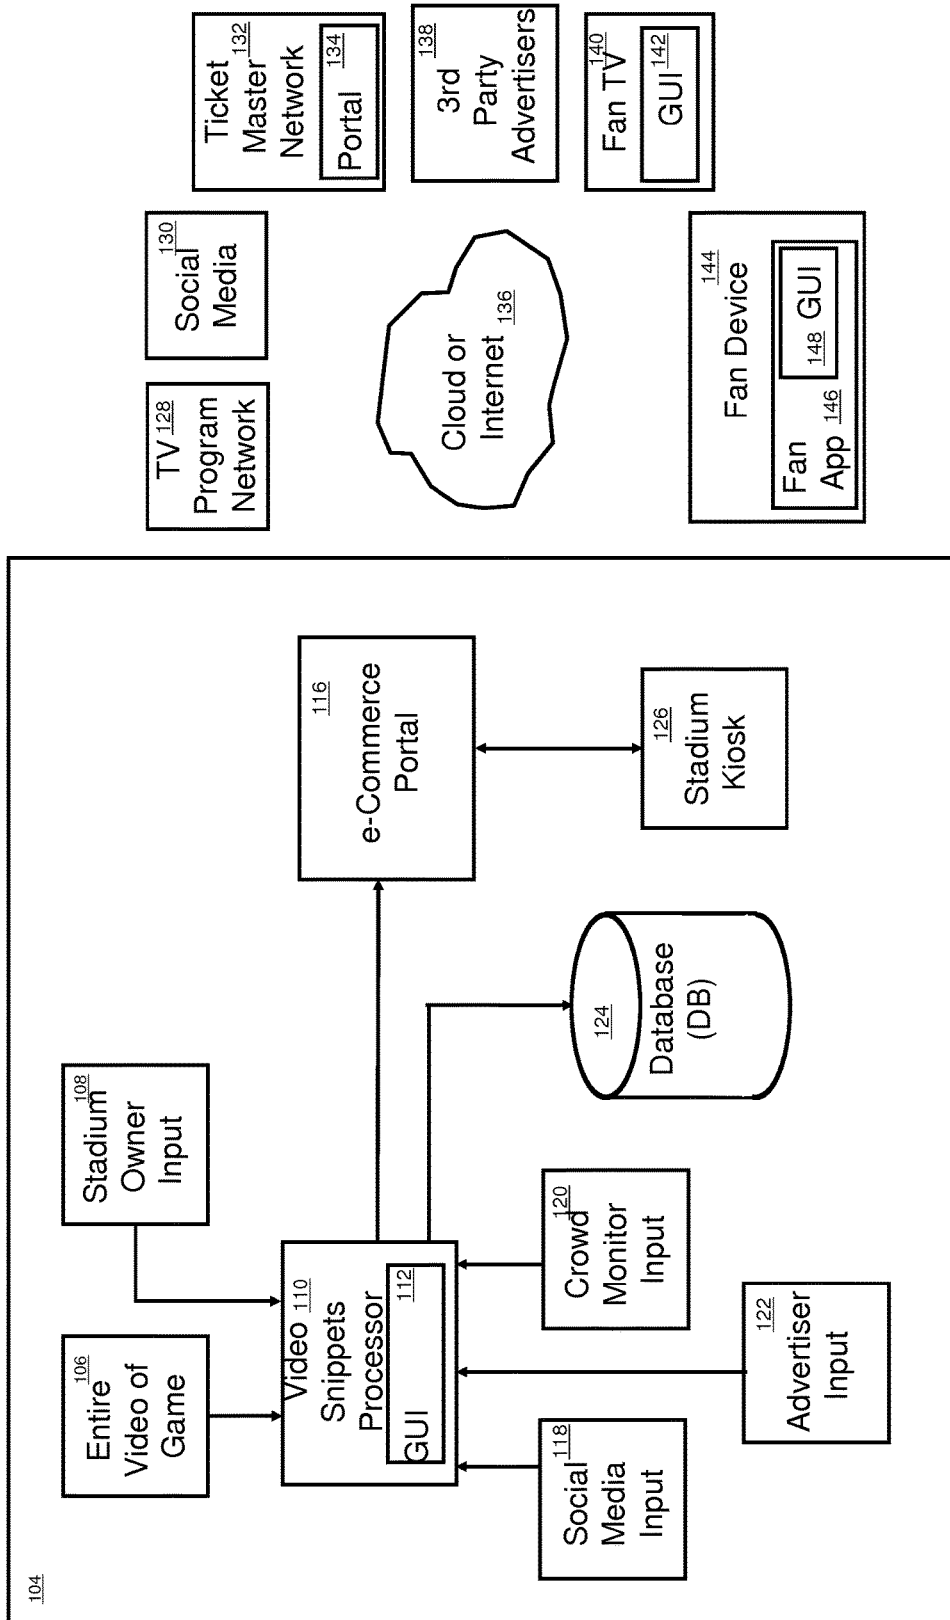 104
106
Entire
Video of
Game
108
Stadium
Owner
Input
Video 110
Snippets
Processor
GUI 112
e-Commerce
Portal
116
Social
Media
Input
118
Crowd
Monitor
Input
120
Advertiser
Input
122
124
Database
(DB)
126
Stadium
Kiosk
TV 128
Program
Network
130
Social
Media
Ticket
Master 132
Network
Portal 134
Cloud or
Internet 136
138
3rd
Party
Advertisers
140
Fan TV
GUI 142
Fan Device 144
Fan
App 146
148 GUI